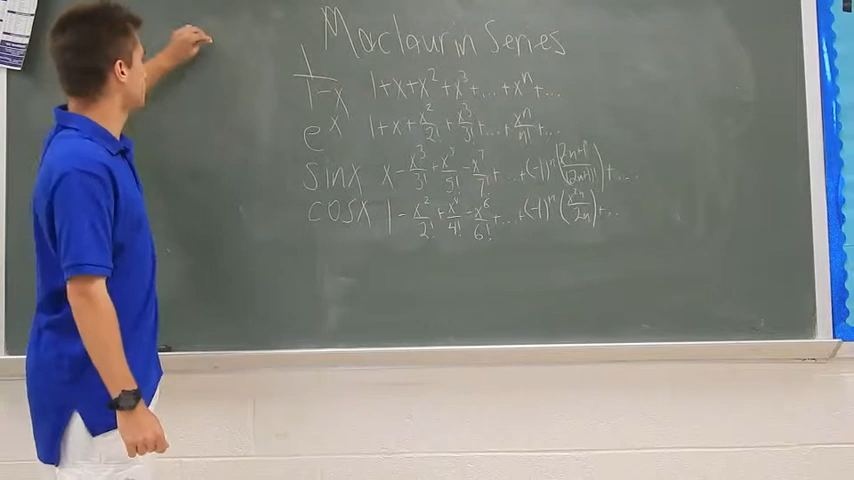 Maclaurin Series
1/1-x 1+x+x²+x³+...+xⁿ+...
eˣ 1+x+x²/2!+x³/3!+...+xⁿ/n!+...
sinx x-x³/3!+x⁵/5!-x⁷/7!+...+(-1)ⁿ(x²ⁿ⁺¹/(2n+1)!)+...
cosx 1-x²/2!+x⁴/4!-x⁶/6!+...+(-1)ⁿ(x²ⁿ/2n)+...